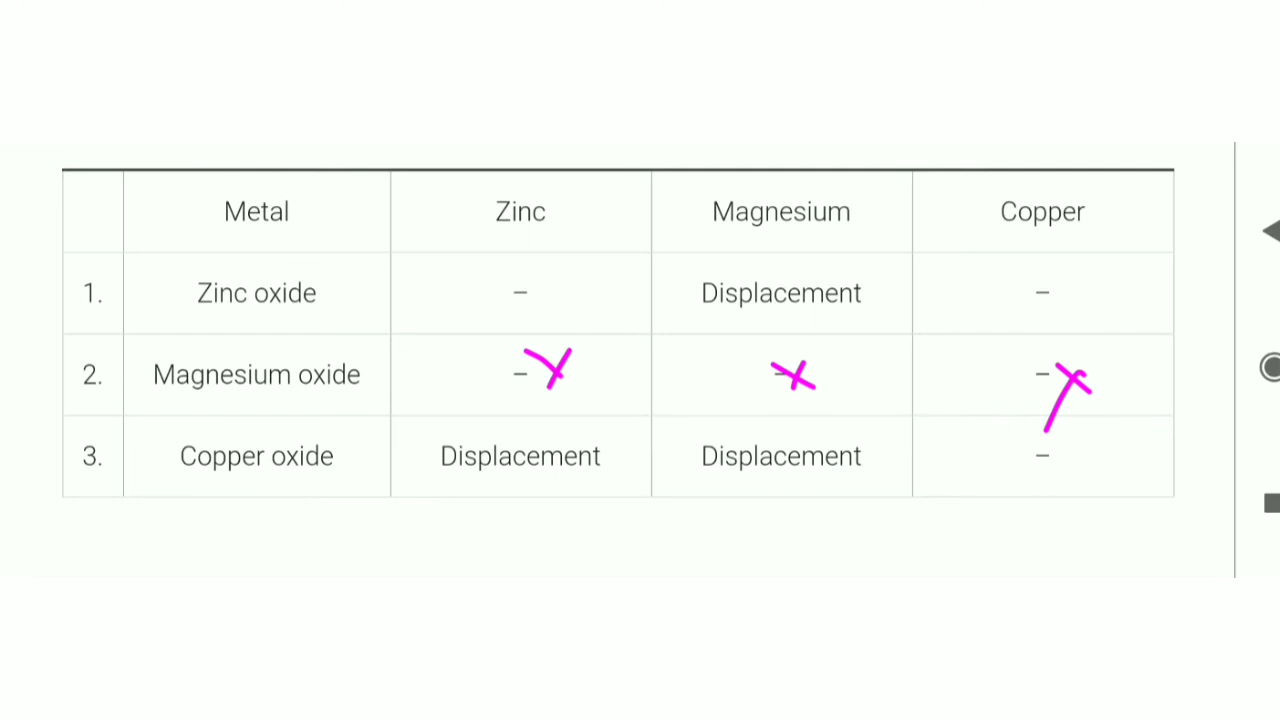 Metal Zinc Magnesium Copper
1. Zinc oxide – Displacement –
2. Magnesium oxide – – –
3. Copper oxide Displacement Displacement –